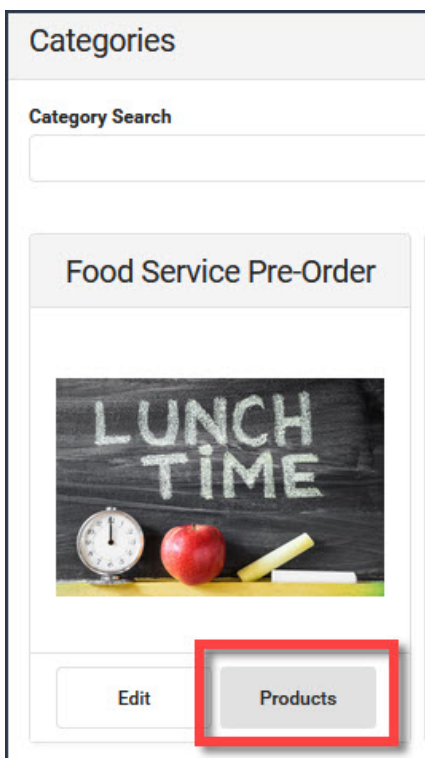 Categories
Category Search
Food Service Pre-Order
LUNCH
TiME
Edit
Products